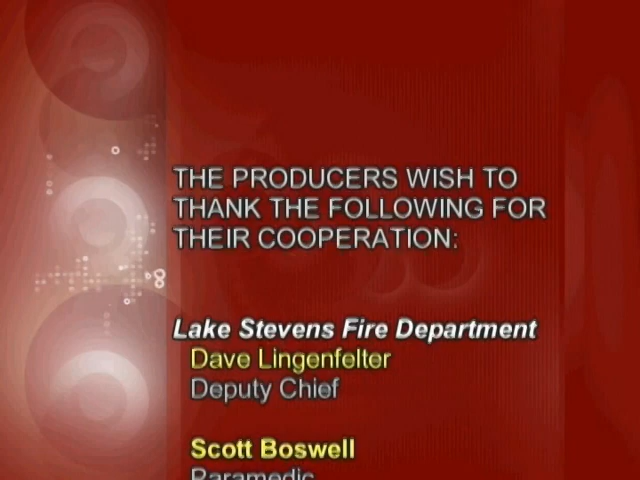 THE PRODUCERS WISH TO
THANK THE FOLLOWING FOR
THEIR COOPERATION:
Lake Stevens Fire Department
Dave Lingenfelter
Deputy Chief
Scott Boswell
Paramedic